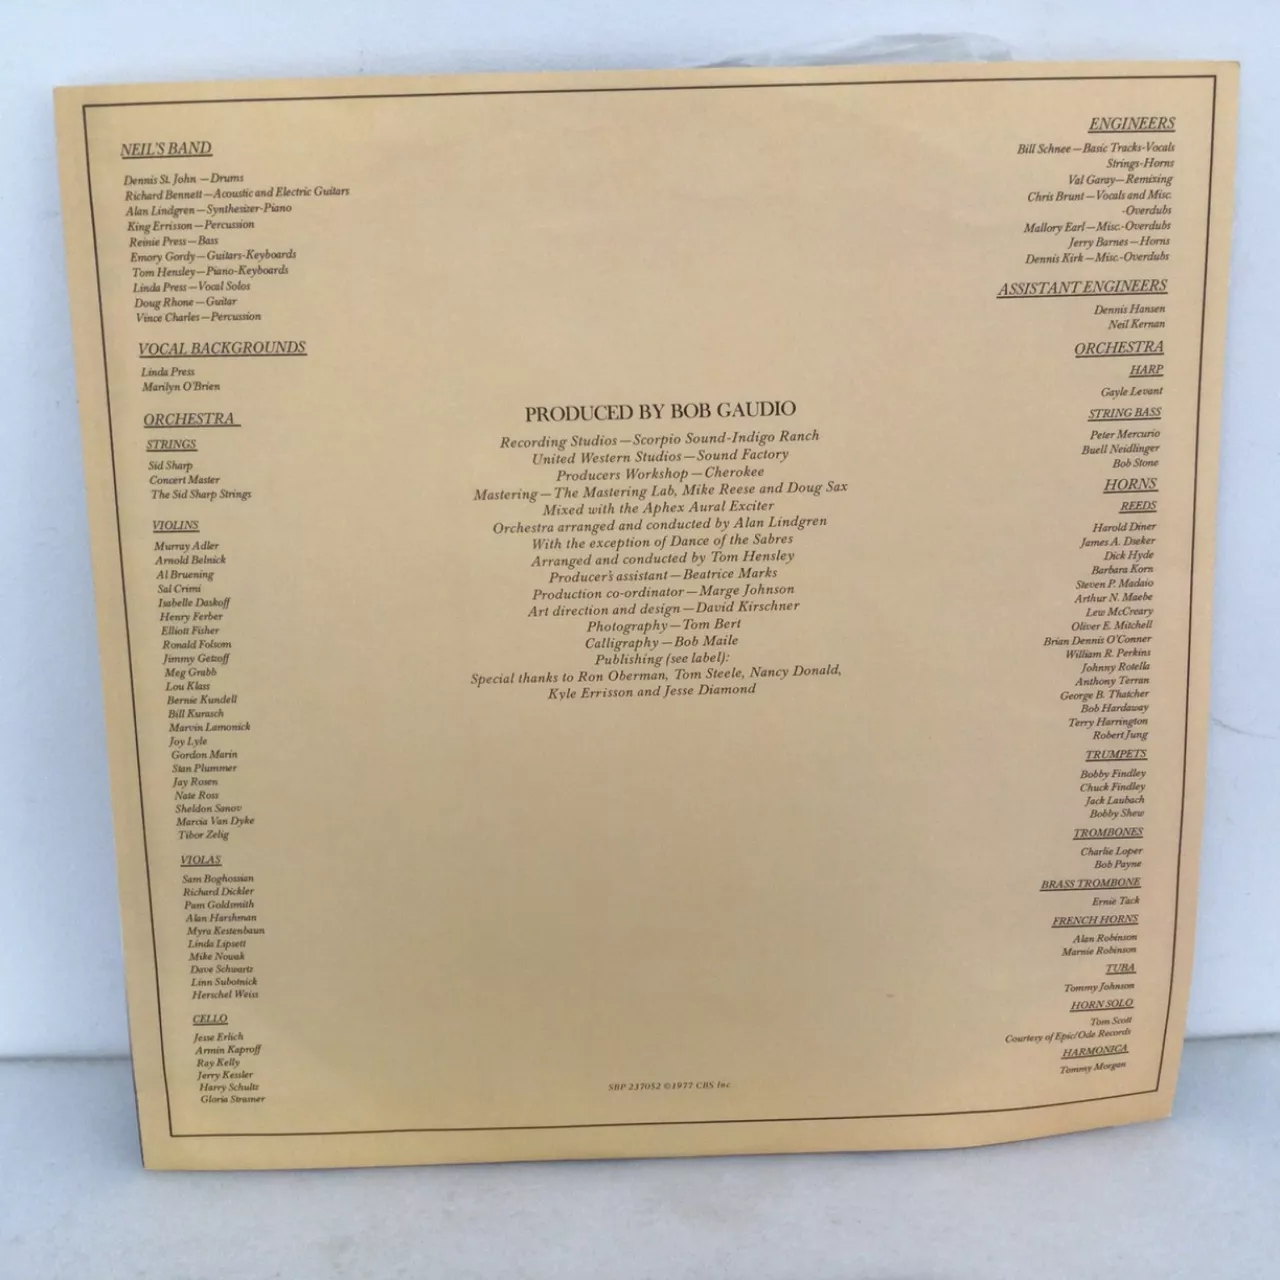 NEIL'S BAND
Dennis St. John—Drums
Richard Bennett—Acoustic and Electric Guitars
Alan Lindgren—Synthesizer-Piano
King Errisson—Percussion
Reinie Press—Bass
Emory Gordy—Guitars-Keyboards
Tom Hensley—Piano-Keyboards
Linda Press—Vocal Solos
Doug Rhone—Guitar
Vince Charles—Percussion
VOCAL BACKGROUNDS
Linda Press
Marilyn O'Brien
ORCHESTRA
STRINGS
Sid Sharp
Concert Master
The Sid Sharp Strings
VIOLINS
Murray Adler
Arnold Belnick
Al Bruening
Sal Crimi
Isabelle Daskoff
Henry Ferber
Elliott Fisher
Ronald Folsom
Jimmy Getzoff
Meg Grabb
Lou Klass
Bernie Kundell
Bill Kurasch
Marvin Lamonick
Joy Lyle
Gordon Marin
Stan Plummer
Jay Rosen
Nate Ross
Sheldon Sanov
Marcia Van Dyke
Tibor Zelig
VIOLAS
Sam Boghossian
Richard Dickler
Pam Goldsmith
Alan Harshman
Myra Kestenbaun
Linda Lipsett
Mike Nowak
Dave Schwartz
Linn Subotnick
Herschel Weiss
CELLO
Jesse Erlich
Armin Kaproff
Ray Kelly
Jerry Kessler
Harry Schultz
Gloria Stramer
PRODUCED BY BOB GAUDIO
Recording Studios—Scorpio Sound-Indigo Ranch
United Western Studios—Sound Factory
Producers Workshop—Cherokee
Mastering—The Mastering Lab, Mike Reese and Doug Sax
Mixed with the Aphex Aural Exciter
Orchestra arranged and conducted by Alan Lindgren
With the exception of Dance of the Sabres
Arranged and conducted by Tom Hensley
Producer's assistant—Beatrice Marks
Production co-ordinator—Marge Johnson
Art direction and design—David Kirschner
Photography—Tom Bert
Calligraphy—Bob Maile
Publishing (see label):
Special thanks to Ron Oberman, Tom Steele, Nancy Donald,
Kyle Errisson and Jesse Diamond
SBP 237052 ©1977 CBS Inc
ENGINEERS
Bill Schnee—Basic Tracks-Vocals
Strings-Horns
Val Garay—Remixing
Chris Brunt—Vocals and Misc.
-Overdubs
Mallory Earl—Misc.-Overdubs
Jerry Barnes—Horns
Dennis Kirk—Misc.-Overdubs
ASSISTANT ENGINEERS
Dennis Hansen
Neil Kernan
ORCHESTRA
HARP
Gayle Levant
STRING BASS
Peter Mercurio
Buell Neidlinger
Bob Stone
HORNS
REEDS
Harold Diner
James A. Dseker
Dick Hyde
Barbara Korn
Steven P. Madaio
Arthur N. Maebe
Lew McCreary
Oliver E. Mitchell
Brian Dennis O'Conner
William R. Perkins
Johnny Rotella
Anthony Terran
George B. Thatcher
Bob Hardaway
Terry Harrington
Robert Jung
TRUMPETS
Bobby Findley
Chuck Findley
Jack Laubach
Bobby Shew
TROMBONES
Charlie Loper
Bob Payne
BRASS TROMBONE
Ernie Tack
FRENCH HORNS
Alan Robinson
Marnie Robinson
TUBA
Tommy Johnson
HORN SOLO
Tom Scott
Courtesy of Epic/Ode Records
HARMONICA
Tommy Morgan